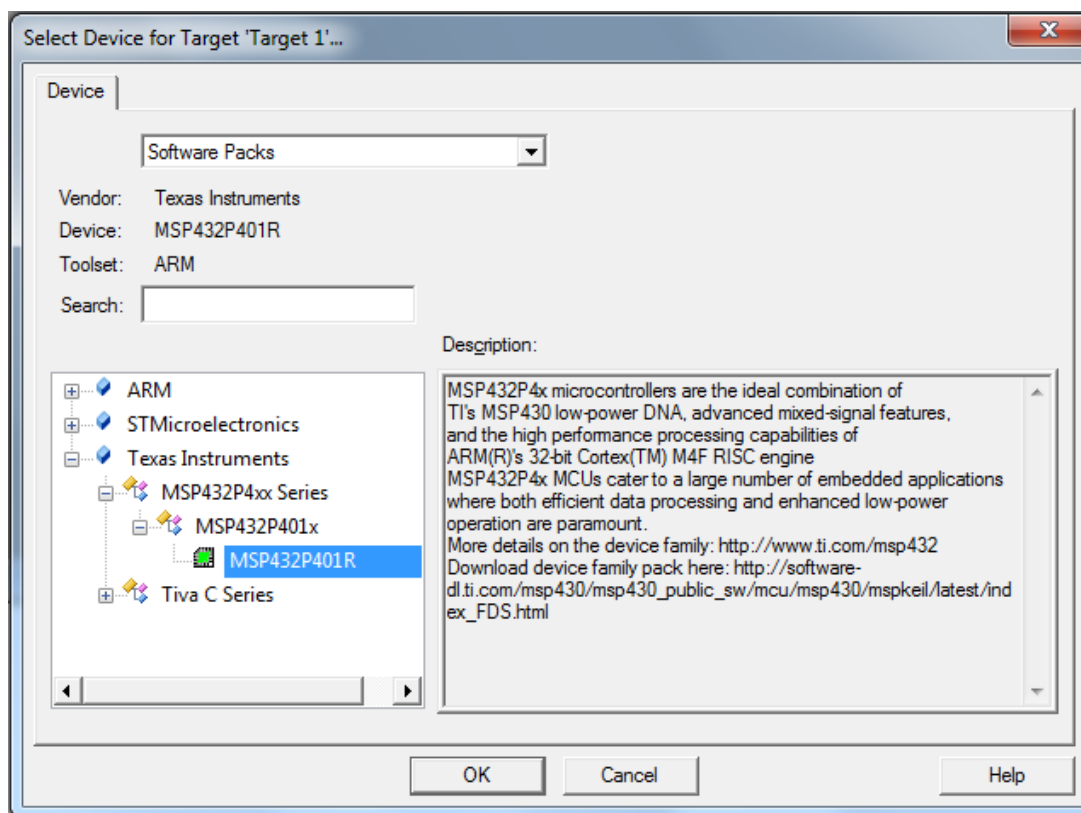 Select Device for Target 'Target 1'...
Device
Software Packs
Vendor: Texas Instruments
Device: MSP432P401R
Toolset: ARM
Search:
Description:
ARM
STMicroelectronics
Texas Instruments
MSP432P4xx Series
MSP432P401x
MSP432P401R
Tiva C Series
MSP432P4x microcontrollers are the ideal combination of
TI's MSP430 low-power DNA, advanced mixed-signal features,
and the high performance processing capabilities of
ARM(R)'s 32-bit Cortex(TM) M4F RISC engine
MSP432P4x MCUs cater to a large number of embedded applications
where both efficient data processing and enhanced low-power
operation are paramount.
More details on the device family: http://www.ti.com/msp432
Download device family pack here: http://software-
dl.ti.com/msp430/msp430_public_sw/mcu/msp430/mspkeil/latest/ind
ex_FDS.html
OK
Cancel
Help